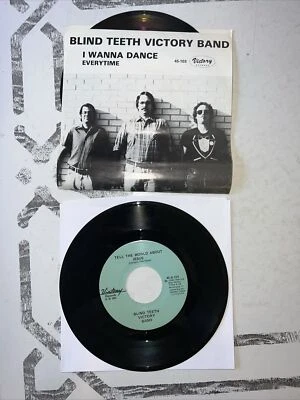 BLIND TEETH VICTORY BAND
I WANNA DANCE
EVERYTIME
45-103
Victory
TELL THE WORLD ABOUT
JESUS
Victory
BLIND TEETH
VICTORY
BAND